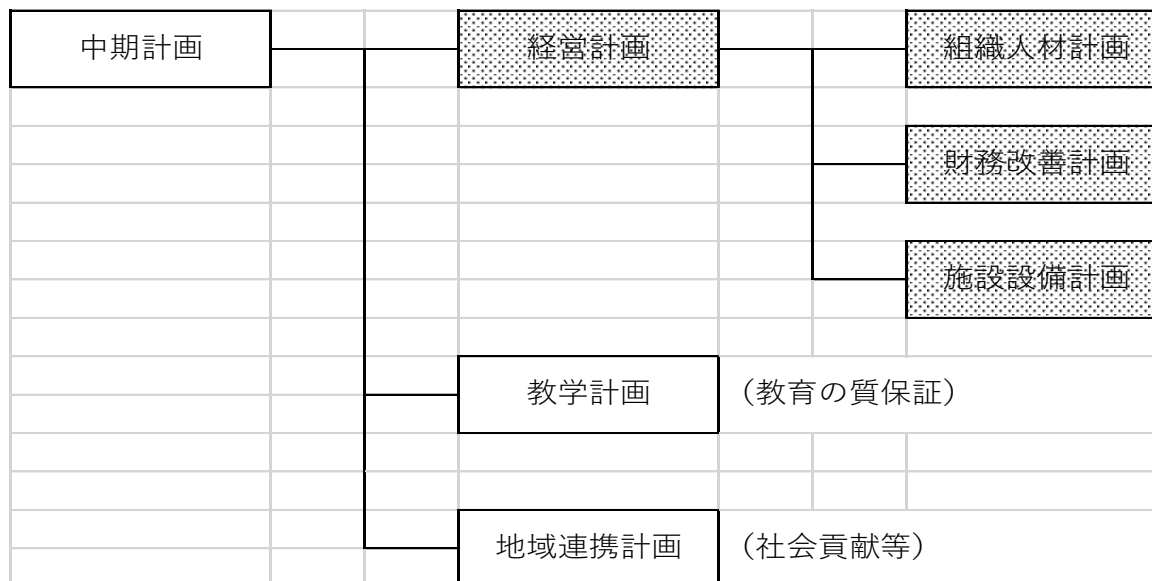 中期計画
経営計画
組織人材計画
財務改善計画
施設設備計画
教学計画
（教育の質保証）
地域連携計画
（社会貢献等）